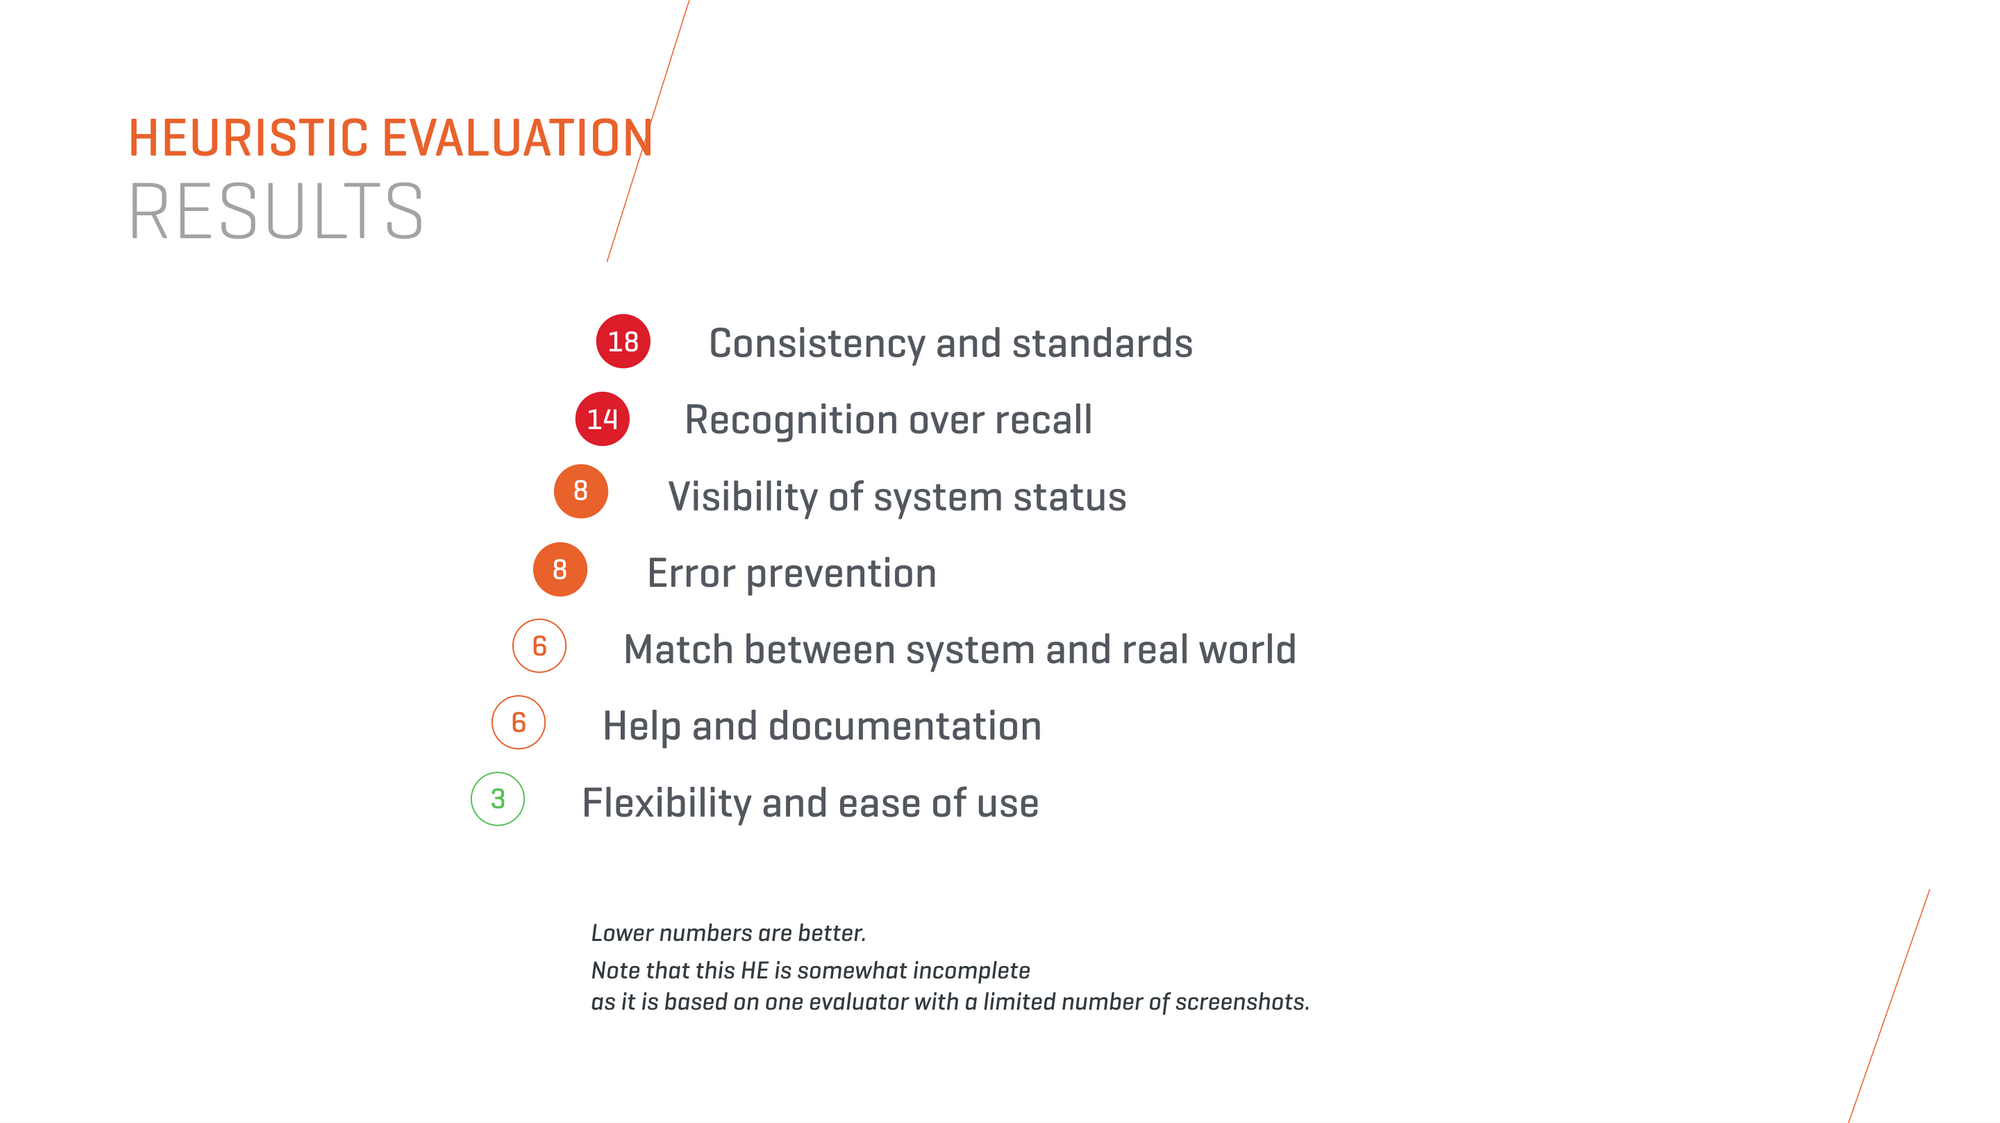 HEURISTIC EVALUATION
RESULTS
18 Consistency and standards
14 Recognition over recall
8 Visibility of system status
8 Error prevention
6 Match between system and real world
6 Help and documentation
3 Flexibility and ease of use
Lower numbers are better.
Note that this HE is somewhat incomplete
as it is based on one evaluator with a limited number of screenshots.